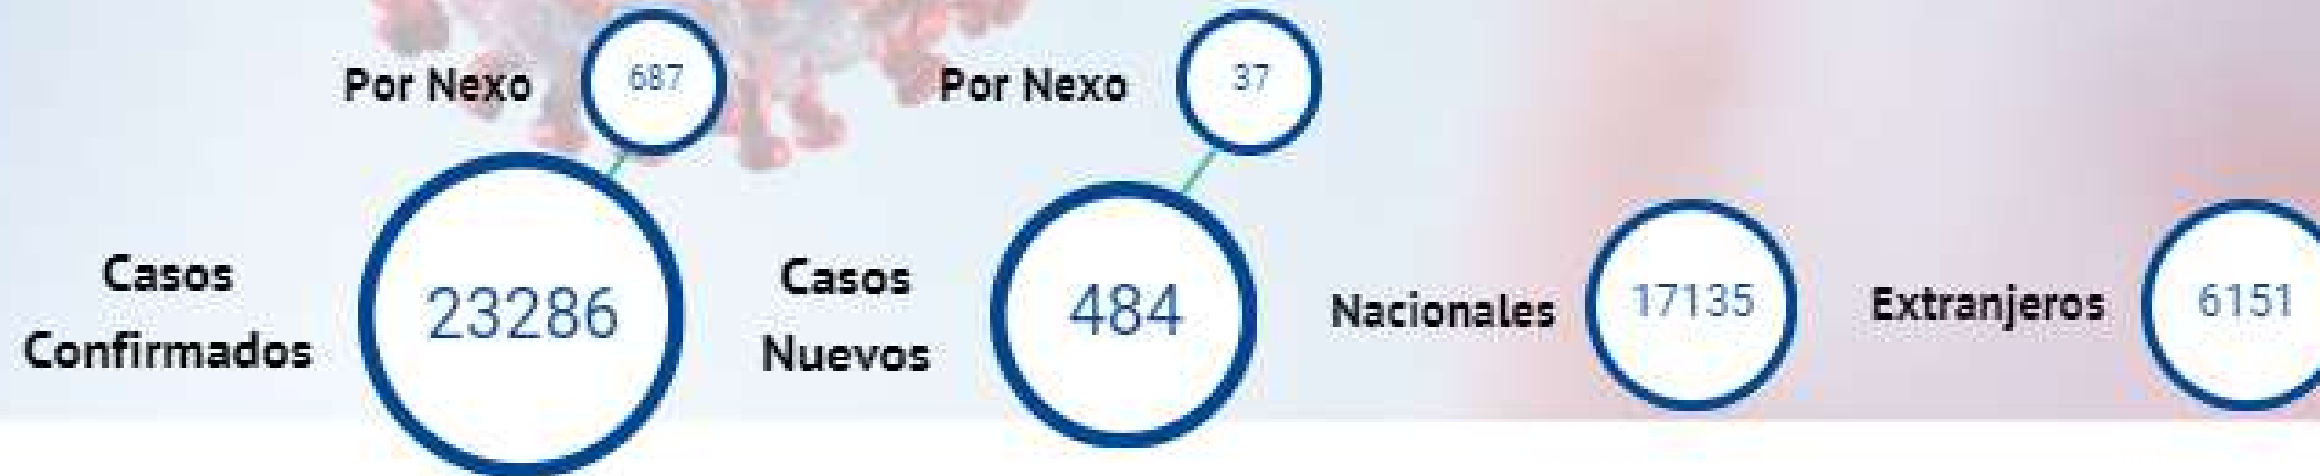 Por Nexo
687
Por Nexo
37
Casos
Confirmados
23286
Casos
Nuevos
484
Nacionales
17135
Extranjeros
6151